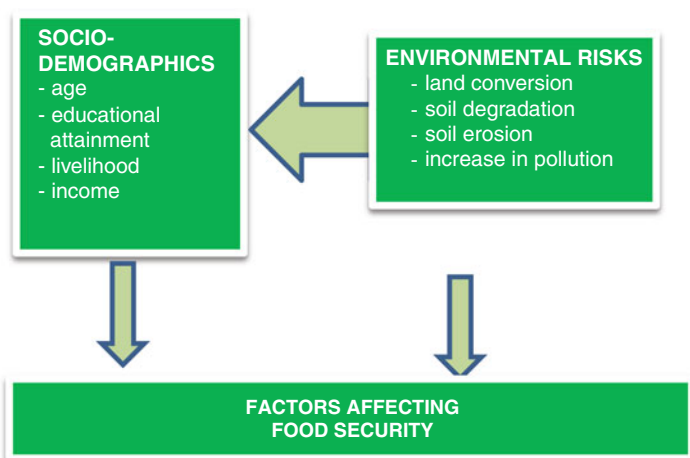 SOCIO-
DEMOGRAPHICS
- age
- educational
attainment
- livelihood
- income
ENVIRONMENTAL RISKS
- land conversion
- soil degradation
- soil erosion
- increase in pollution
FACTORS AFFECTING
FOOD SECURITY